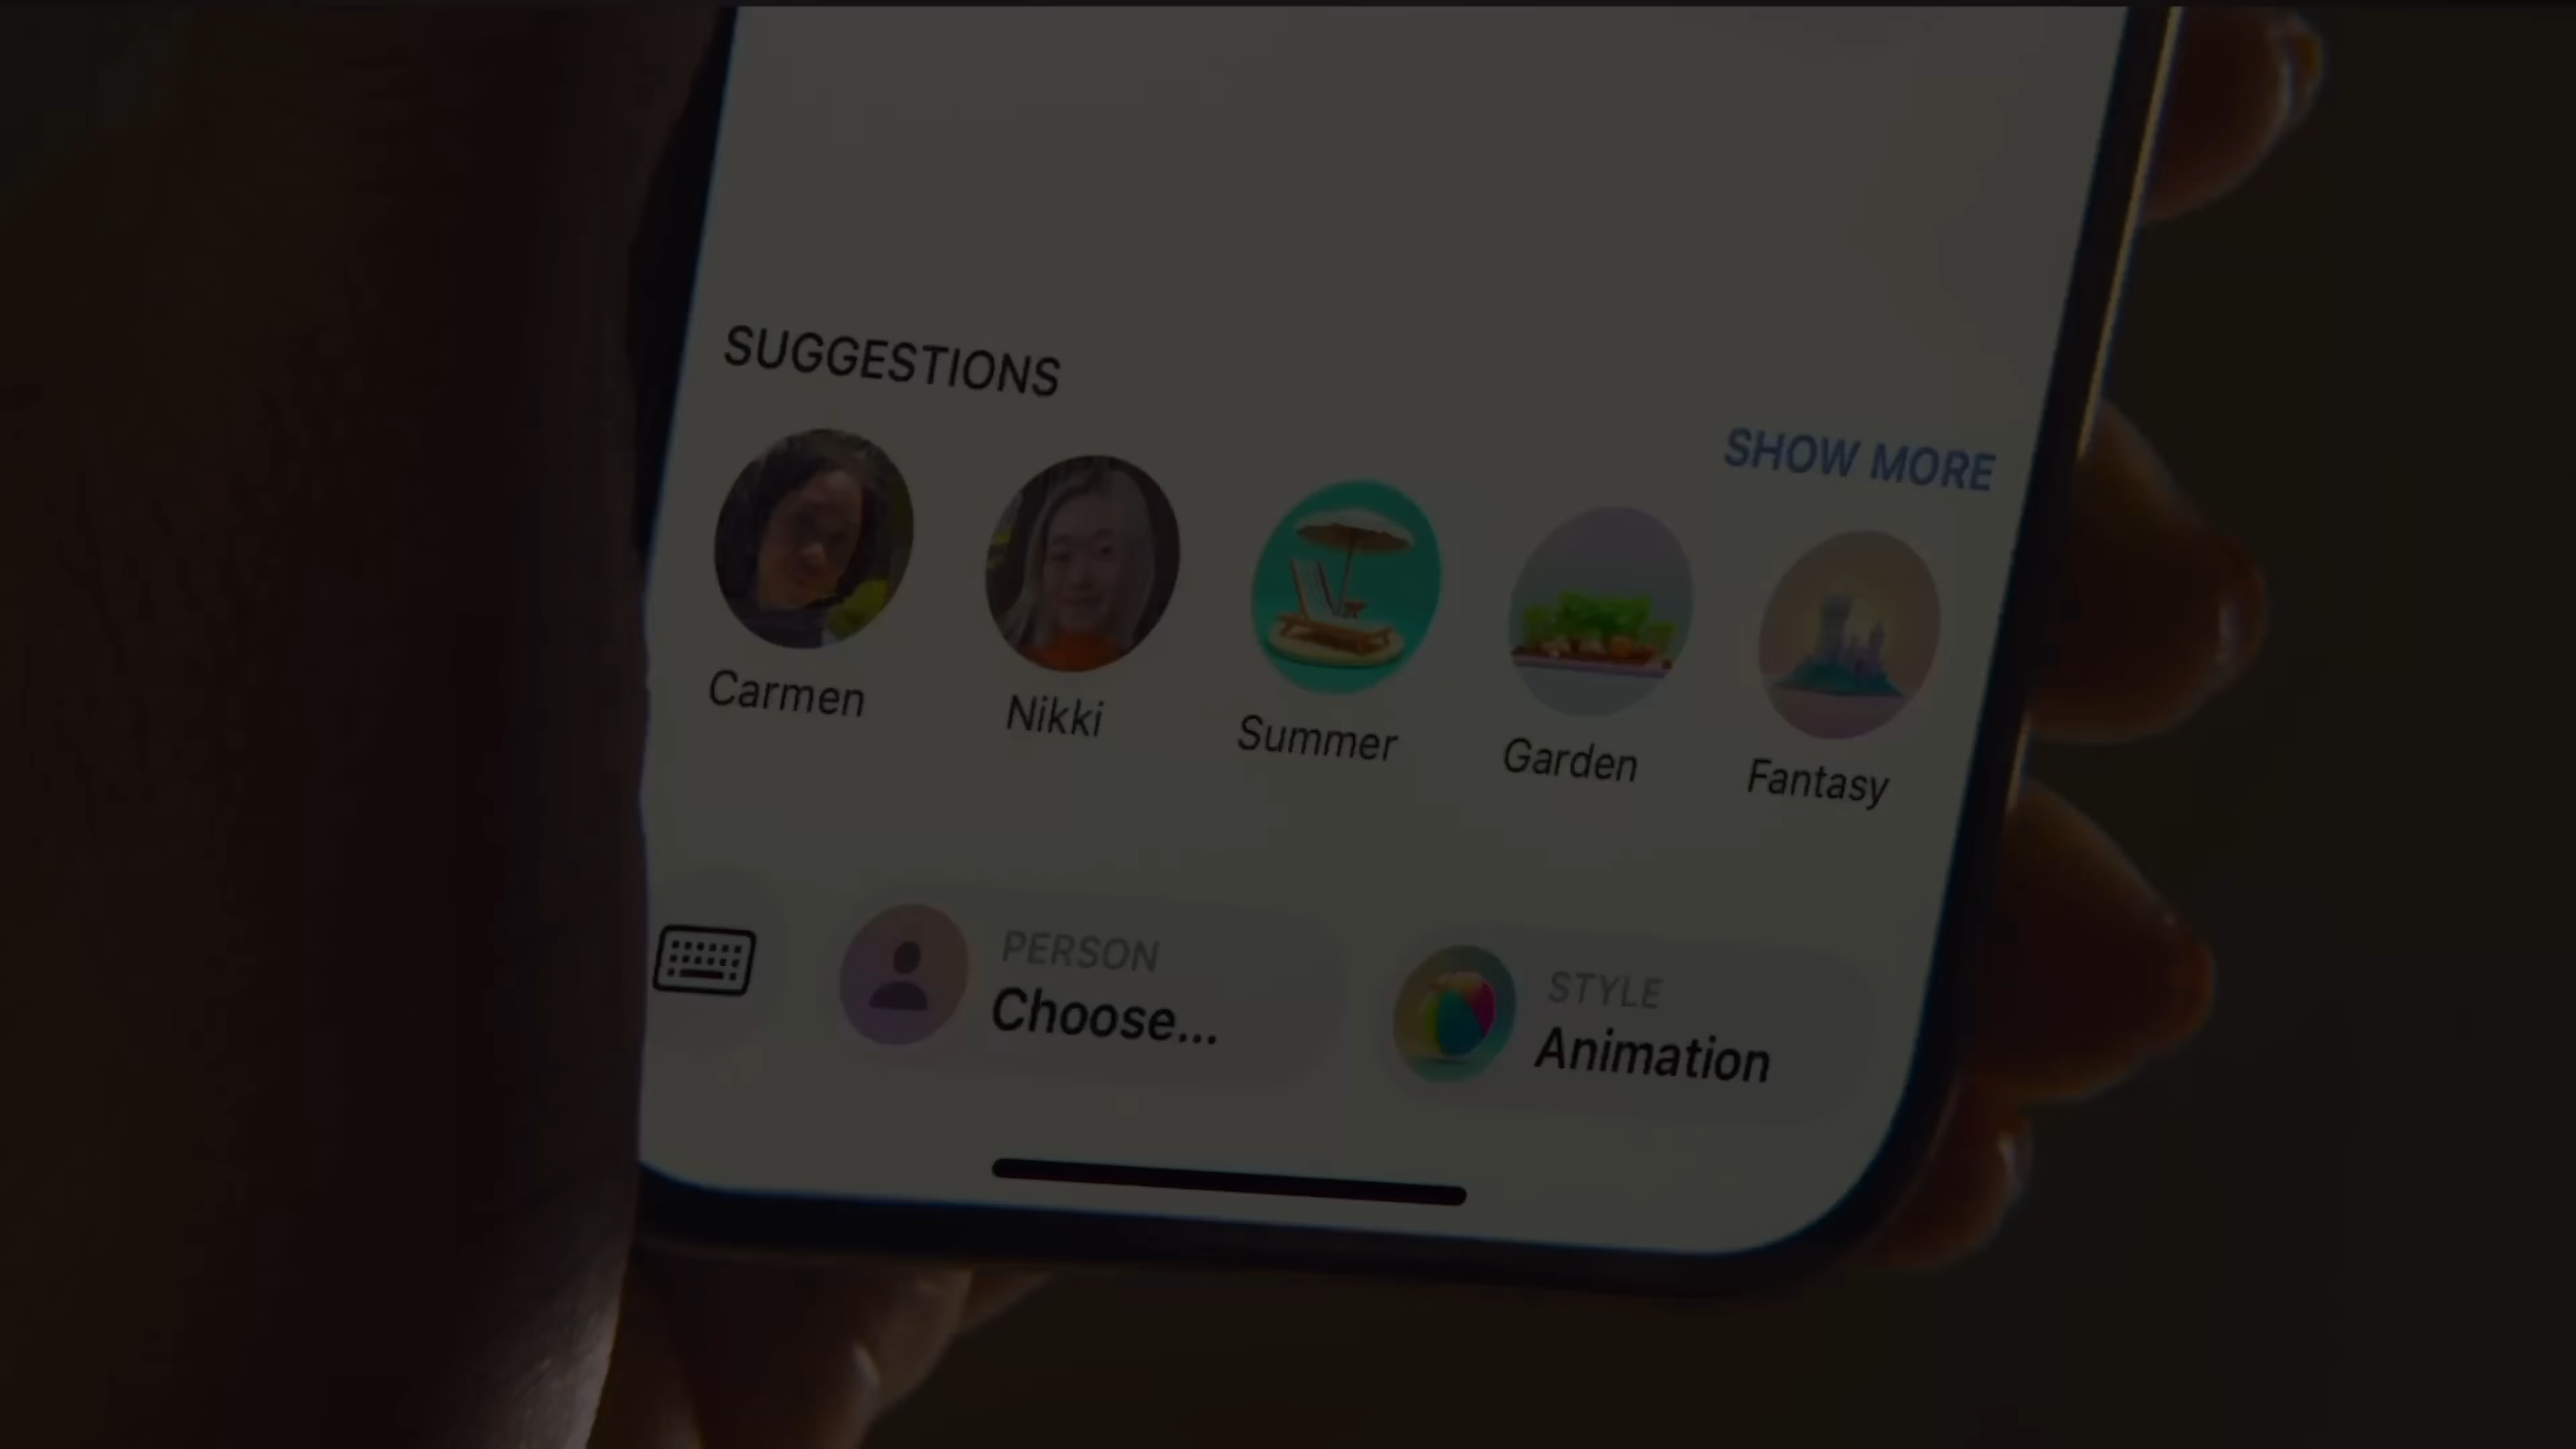 SUGGESTIONS
SHOW MORE
Carmen
Nikki
Summer
Garden
Fantasy
PERSON
Choose...
STYLE
Animation